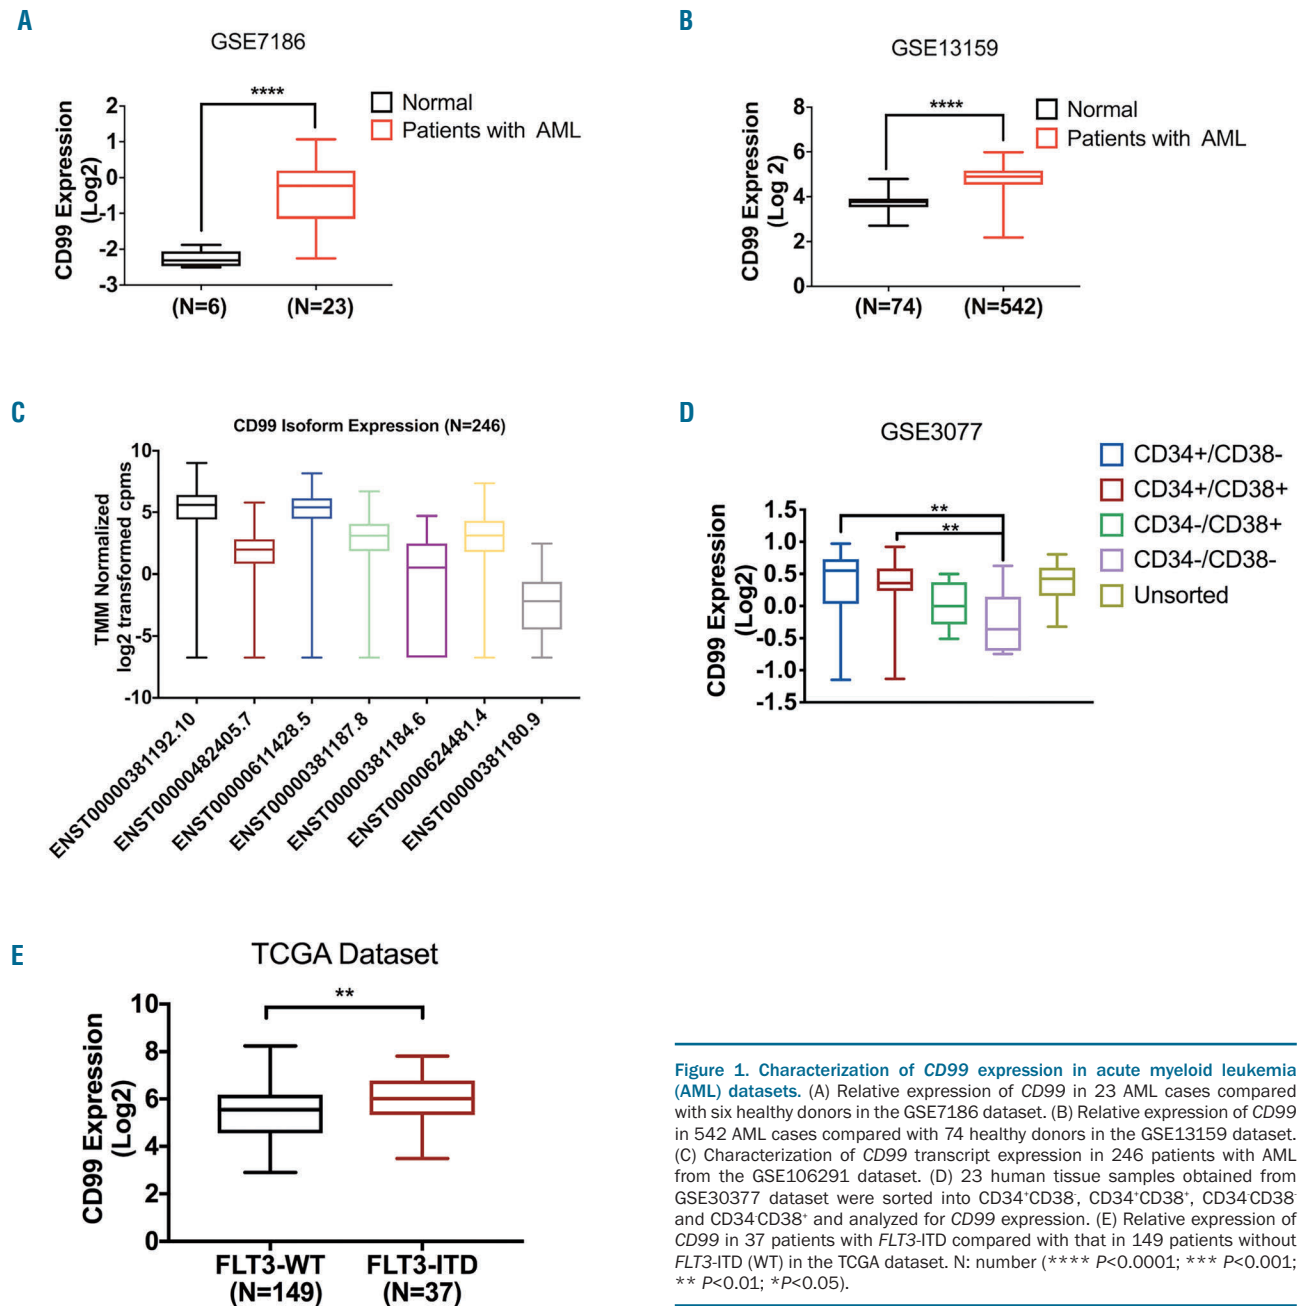 A
GSE7186
****
Normal
Patients with AML
CD99 Expression
(Log2)
2
1
0
-1
-2
-3
(N=6)
(N=23)
B
GSE13159
****
Normal
Patients with AML
CD99 Expression
(Log 2)
8
6
4
2
0
(N=74)
(N=542)
C
CD99 Isoform Expression (N=246)
TMM Normalized
log2 transformed cpms
10
5
0
-5
-10
ENST00000381192.10
ENST00000482405.7
ENST00000611428.5
ENST00000381187.8
ENST00000381184.6
ENST00000624481.4
ENST00000381180.9
D
GSE3077
**
**
CD34+/CD38-
CD34+/CD38+
CD34-/CD38+
CD34-/CD38-
Unsorted
CD99 Expression
(Log2)
1.5
1.0
0.5
0.0
-0.5
-1.0
-1.5
E
TCGA Dataset
**
CD99 Expression
(Log2)
10
8
6
4
2
0
FLT3-WT
(N=149)
FLT3-ITD
(N=37)
Figure 1. Characterization of CD99 expression in acute myeloid leukemia
(AML) datasets. (A) Relative expression of CD99 in 23 AML cases compared
with six healthy donors in the GSE7186 dataset. (B) Relative expression of CD99
in 542 AML cases compared with 74 healthy donors in the GSE13159 dataset.
(C) Characterization of CD99 transcript expression in 246 patients with AML
from the GSE106291 dataset. (D) 23 human tissue samples obtained from
GSE30377 dataset were sorted into CD34⁺CD38⁻, CD34⁺CD38⁺, CD34⁻CD38⁻
and CD34⁻CD38⁺ and analyzed for CD99 expression. (E) Relative expression of
CD99 in 37 patients with FLT3-ITD compared with that in 149 patients without
FLT3-ITD (WT) in the TCGA dataset. N: number (**** P<0.0001; *** P<0.001;
** P<0.01; *P<0.05).